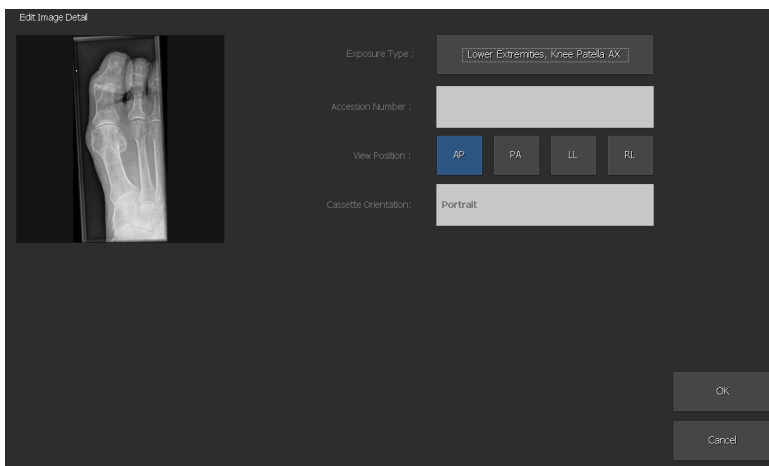 Edit Image Detail
Exposure Type :
Lower Extremities, Knee Patella AX
Accession Number :
View Position :
AP
PA
LL
RL
Cassette Orientation:
Portrait
OK
Cancel